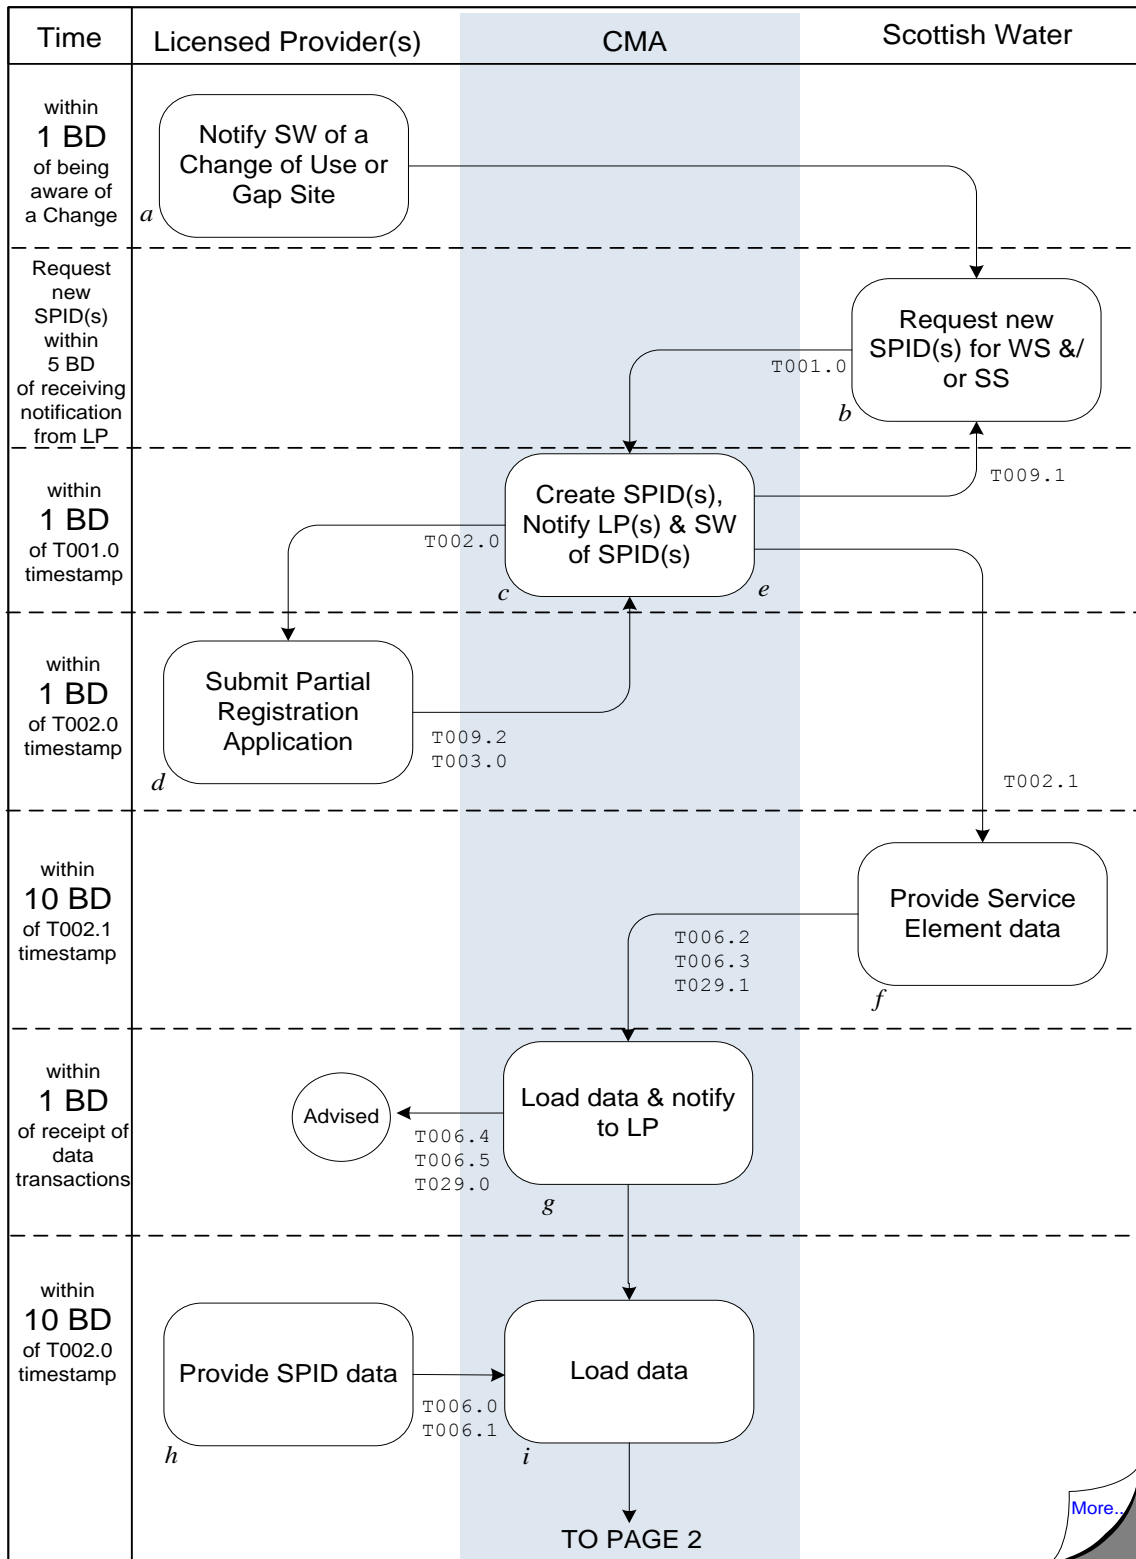 Time
Licensed Provider(s)
CMA
Scottish Water
within
1 BD
of being
aware of
a Change
Notify SW of a
Change of Use or
Gap Site
a
Request
new
SPID(s)
within
5 BD
of receiving
notification
from LP
Request new
SPID(s) for WS &/
or SS
T001.0
b
within
1 BD
of T001.0
timestamp
Create SPID(s),
Notify LP(s) & SW
of SPID(s)
T009.1
T002.0
c
e
within
1 BD
of T002.0
timestamp
Submit Partial
Registration
Application
T009.2
T003.0
d
T002.1
within
10 BD
of T002.1
timestamp
Provide Service
Element data
T006.2
T006.3
T029.1
f
within
1 BD
of receipt of
data
transactions
Advised
Load data & notify
to LP
T006.4
T006.5
T029.0
g
within
10 BD
of T002.0
timestamp
Provide SPID data
Load data
T006.0
T006.1
h
i
TO PAGE 2
More..